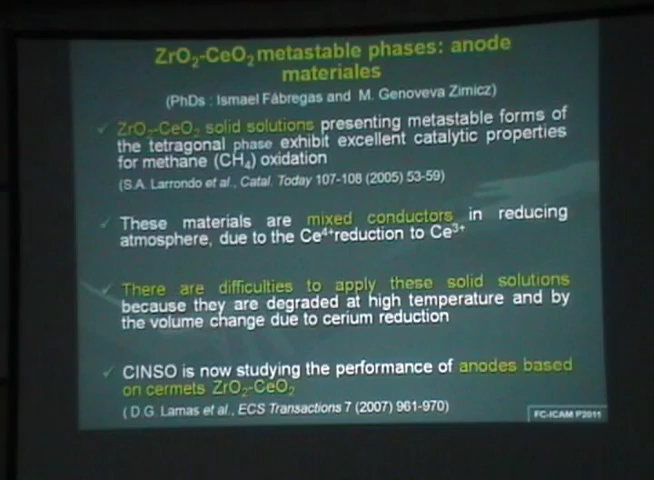 ZrO₂-CeO₂ metastable phases: anode
materiales
(PhDs : Ismael Fábregas and M. Genoveva Zimicz)
✓ ZrO₂-CeO₂ solid solutions presenting metastable forms of
the tetragonal phase exhibit excellent catalytic properties
for methane (CH₄) oxidation
(S.A. Larrondo et al., Catal. Today 107-108 (2005) 53-59)
✓ These materials are mixed conductors in reducing
atmosphere, due to the Ce⁴⁺reduction to Ce³⁺
✓ There are difficulties to apply these solid solutions
because they are degraded at high temperature and by
the volume change due to cerium reduction
✓ CINSO is now studying the performance of anodes based
on cermets ZrO₂-CeO₂
( D.G. Lamas et al., ECS Transactions 7 (2007) 961-970)
FC-ICAM P2011